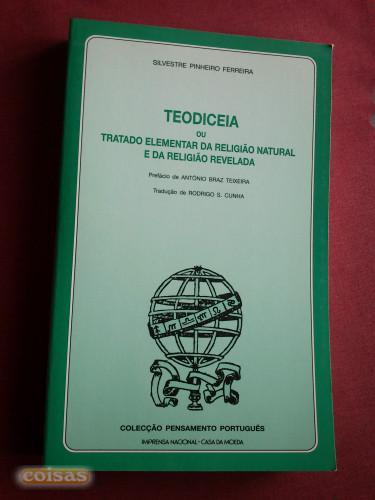 SILVESTRE PINHEIRO FERREIRA
TEODICEIA
OU
TRATADO ELEMENTAR DA RELIGIÃO NATURAL
E DA RELIGIÃO REVELADA
Prefácio de ANTÓNIO BRAZ TEIXEIRA
Tradução de RODRIGO S. CUNHA
COLECÇÃO PENSAMENTO PORTUGUÊS
IMPRENSA NACIONAL - CASA DA MOEDA
coisas